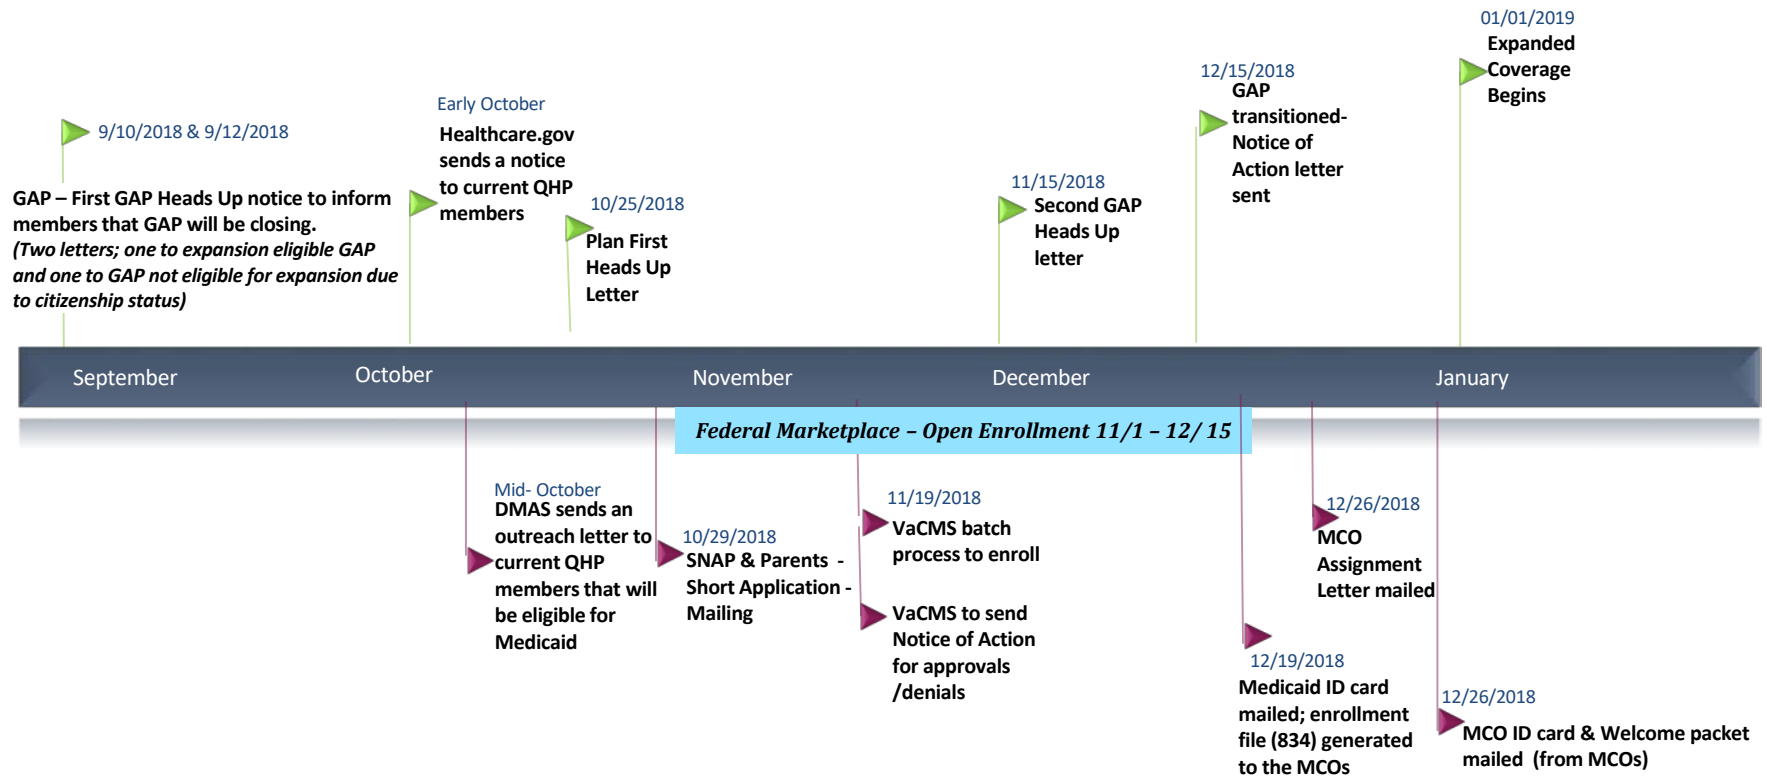 01/01/2019
Expanded
Coverage
Begins
12/15/2018
GAP
transitioned-
Notice of
Action letter
sent
Early October
Healthcare.gov
sends a notice
to current QHP
members
9/10/2018 & 9/12/2018
GAP – First GAP Heads Up notice to inform
members that GAP will be closing.
(Two letters; one to expansion eligible GAP
and one to GAP not eligible for expansion due
to citizenship status)
10/25/2018
Plan First
Heads Up
Letter
11/15/2018
Second GAP
Heads Up
letter
September
October
November
December
January
Federal Marketplace – Open Enrollment 11/1 – 12/ 15
Mid- October
DMAS sends an
outreach letter to
current QHP
members that will
be eligible for
Medicaid
10/29/2018
SNAP & Parents -
Short Application -
Mailing
11/19/2018
VaCMS batch
process to enroll
VaCMS to send
Notice of Action
for approvals
/denials
12/19/2018
Medicaid ID card
mailed; enrollment
file (834) generated
to the MCOs
12/26/2018
MCO
Assignment
Letter mailed
12/26/2018
MCO ID card & Welcome packet
mailed (from MCOs)